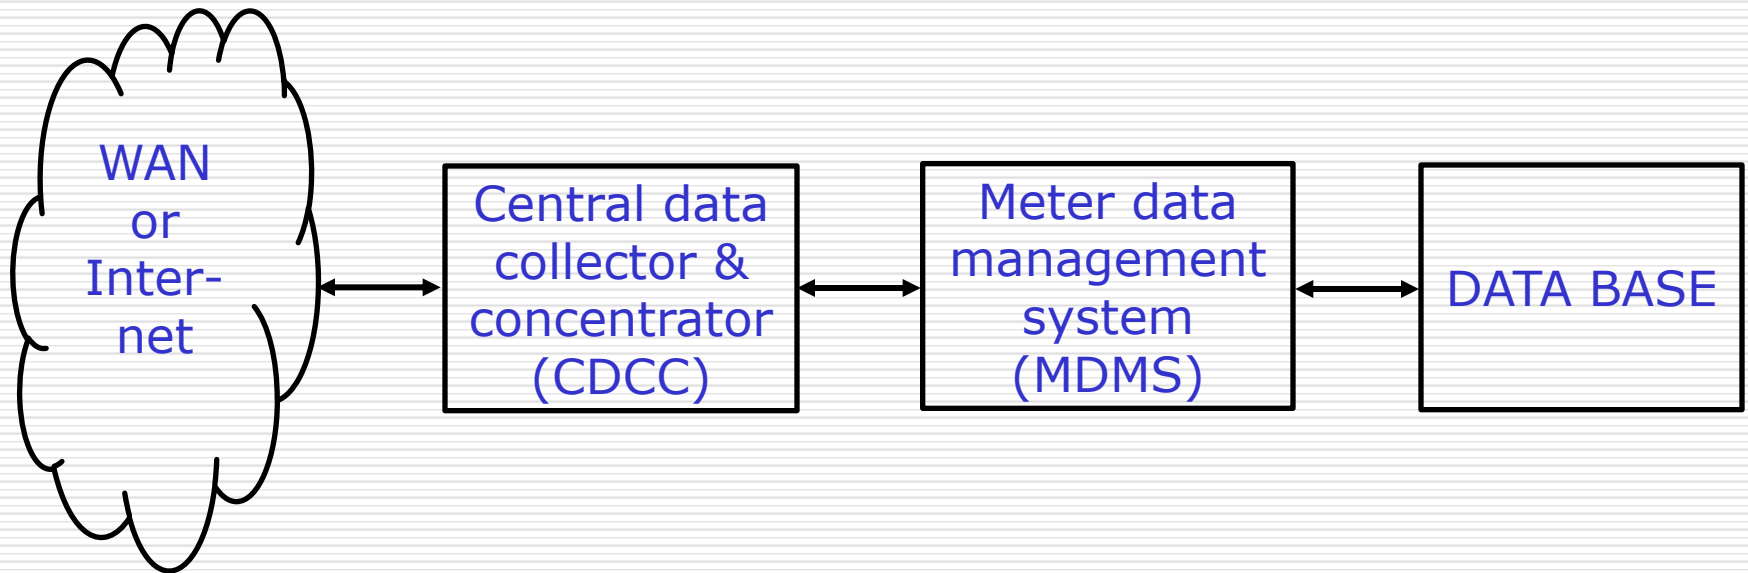 WAN
or
Inter-
net
Central data
collector &
concentrator
(CDCC)
Meter data
management
system
(MDMS)
DATA BASE